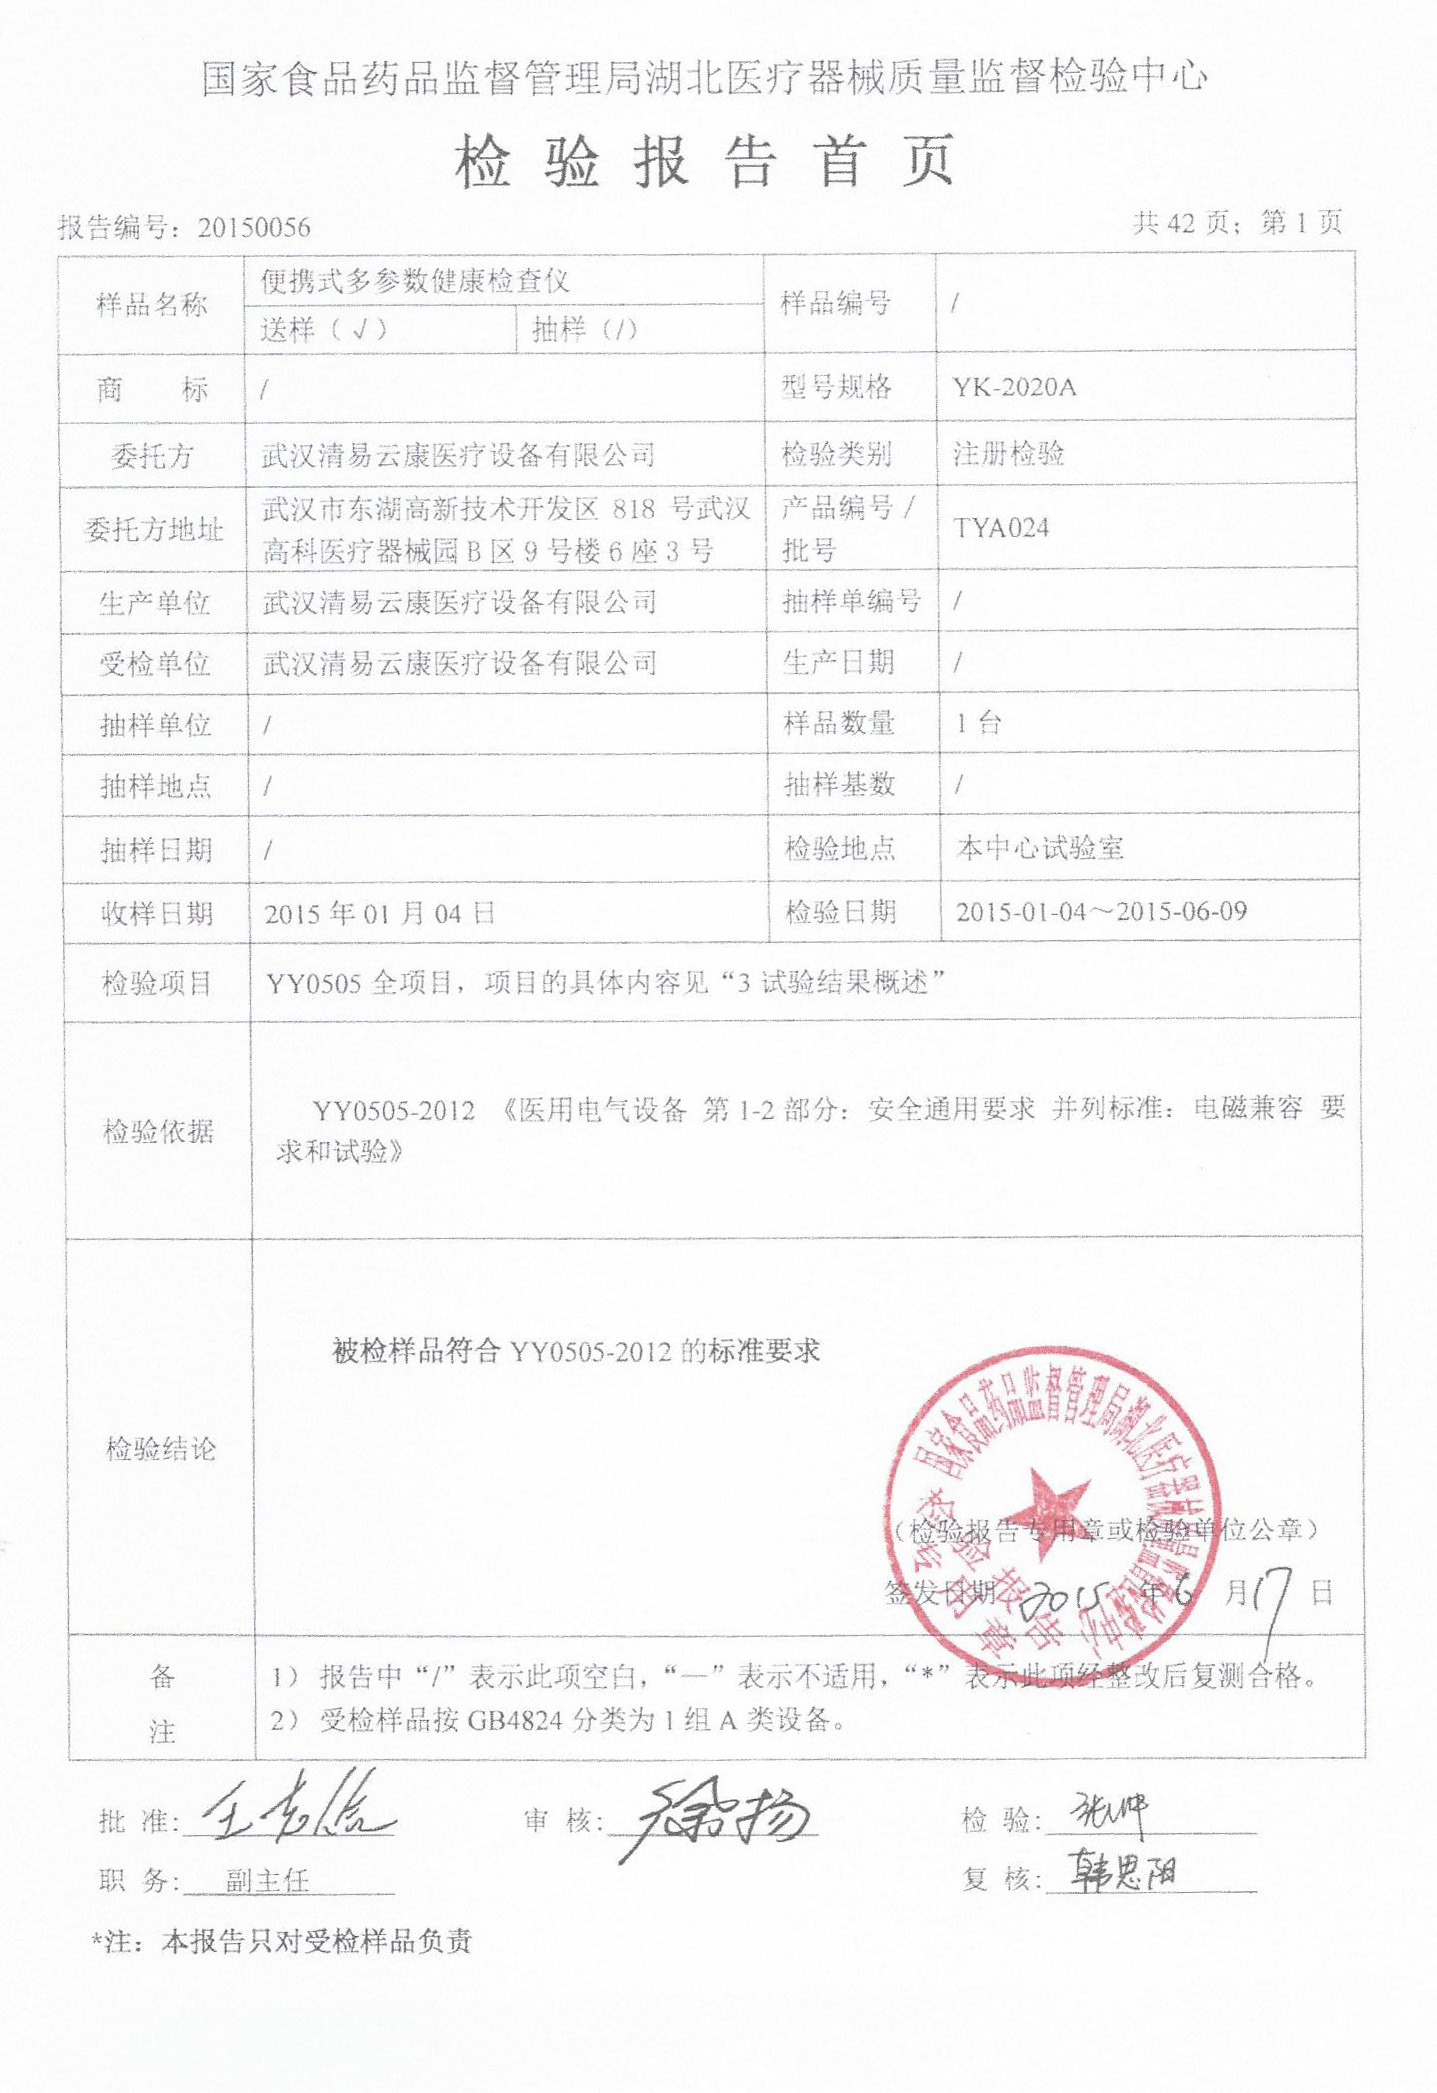 国家食品药品监督管理局湖北医疗器械质量监督检验中心
检验报告首页
报告编号：20150056
共 42 页；第 1 页
样品名称
便携式多参数健康检查仪
送样（√）
抽样（/）
样品编号
/
商 标
/
型号规格
YK-2020A
委托方
武汉清易云康医疗设备有限公司
检验类别
注册检验
委托方地址
武汉市东湖高新技术开发区 818 号武汉
高科医疗器械园 B 区 9 号楼 6 座 3 号
产品编号 /
批号
TYA024
生产单位
武汉清易云康医疗设备有限公司
抽样单编号
/
受检单位
武汉清易云康医疗设备有限公司
生产日期
/
抽样单位
/
样品数量
1 台
抽样地点
/
抽样基数
/
抽样日期
/
检验地点
本中心试验室
收样日期
2015 年 01 月 04 日
检验日期
2015-01-04～2015-06-09
检验项目
YY0505 全项目，项目的具体内容见“3 试验结果概述”
检验依据
YY0505-2012 《医用电气设备 第 1-2 部分：安全通用要求 并列标准：电磁兼容 要
求和试验》
检验结论
被检样品符合 YY0505-2012 的标准要求
国家食品药品监督管理局湖北医疗器械质量监督检验中心
检验报告专用章
（检验报告专用章或检验单位公章）
签发日期 2015 年 6 月 17 日
备
注
1） 报告中“/”表示此项空白，“—”表示不适用，“*”表示此项经整改后复测合格。
2） 受检样品按 GB4824 分类为 1 组 A 类设备。
批 准:
审 核: 徐扬
检 验: 张坤
职 务: 副主任
复 核: 韩思阳
*注：本报告只对受检样品负责